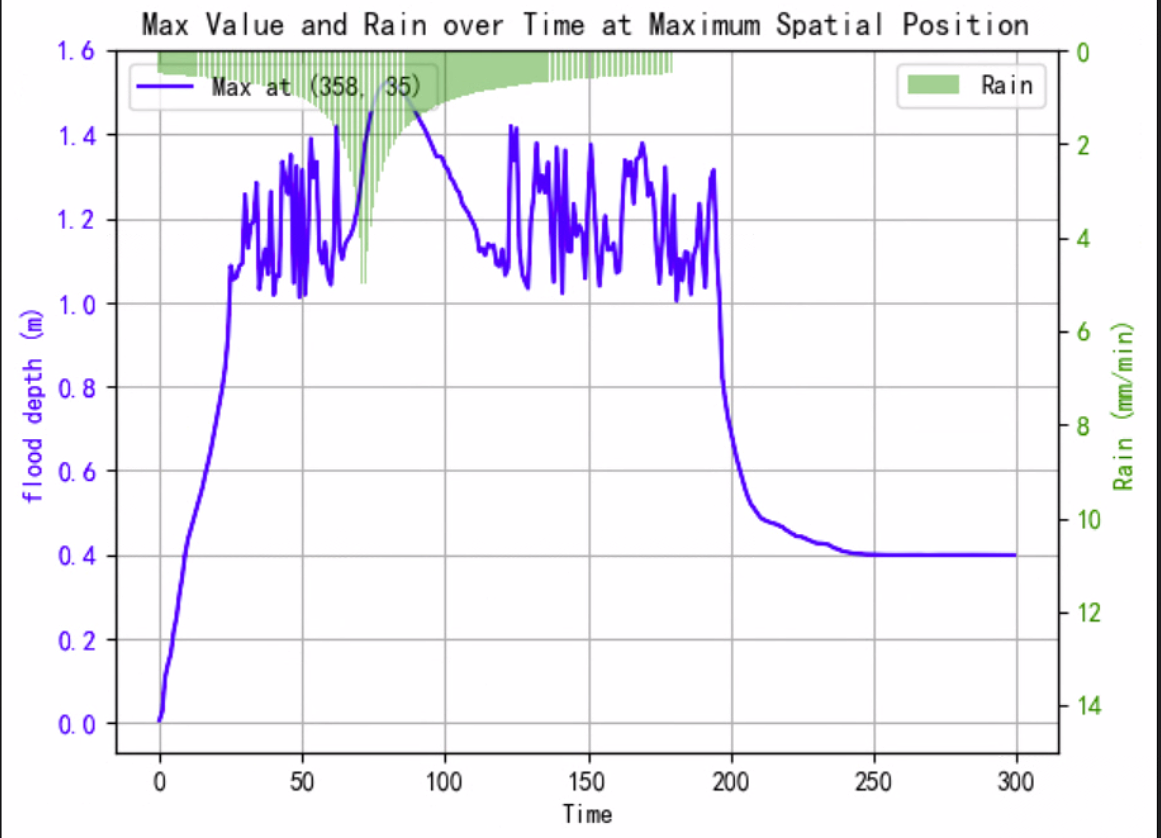 Max Value and Rain over Time at Maximum Spatial Position
1.6
1.4
1.2
1.0
0.8
0.6
0.4
0.2
0.0
flood depth (m)
Max at (358, 35)
Rain
0
2
4
6
8
10
12
14
Rain (mm/min)
0 50 100 150 200 250 300
Time